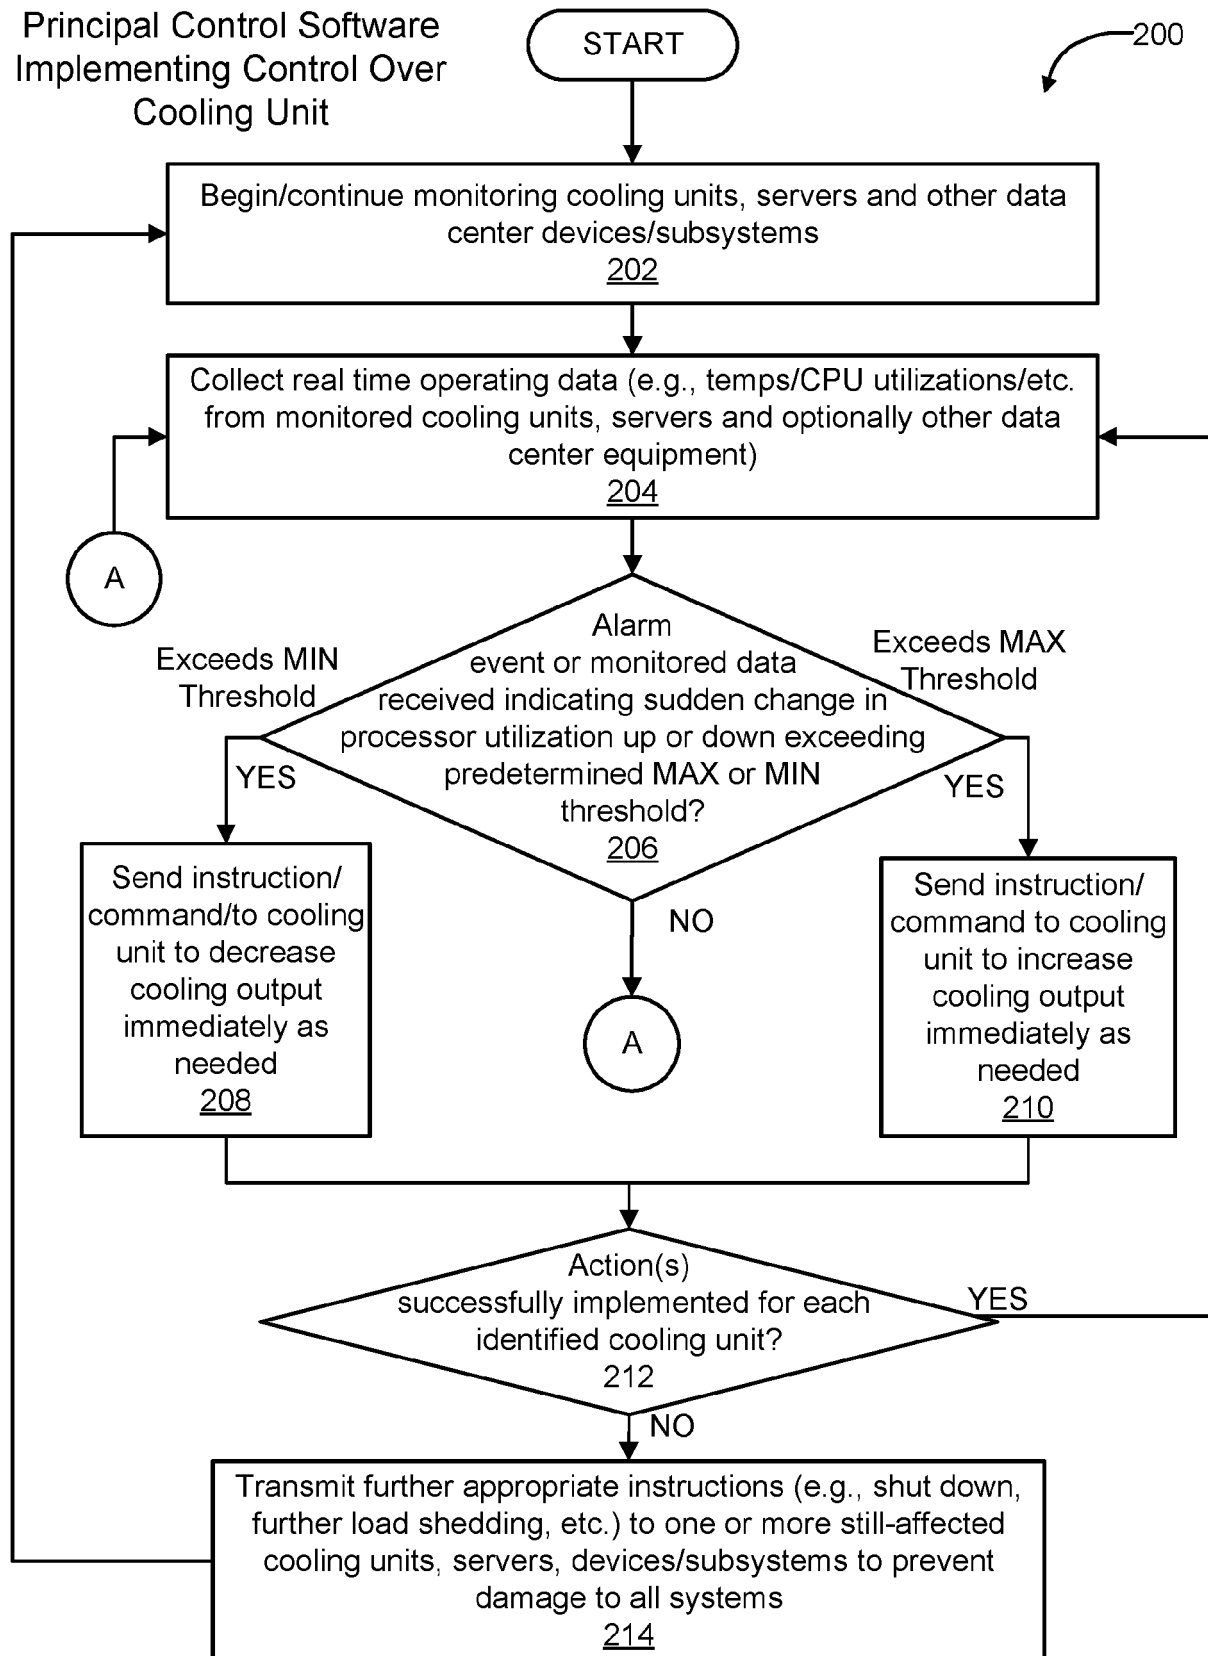 Principal Control Software
Implementing Control Over
Cooling Unit
START
200
Begin/continue monitoring cooling units, servers and other data
center devices/subsystems
202
Collect real time operating data (e.g., temps/CPU utilizations/etc.
from monitored cooling units, servers and optionally other data
center equipment)
204
A
Exceeds MIN
Threshold
Alarm
event or monitored data
received indicating sudden change in
processor utilization up or down exceeding
predetermined MAX or MIN
threshold?
206
Exceeds MAX
Threshold
YES
YES
NO
Send instruction/
command/to cooling
unit to decrease
cooling output
immediately as
needed
208
A
Send instruction/
command to cooling
unit to increase
cooling output
immediately as
needed
210
Action(s)
successfully implemented for each
identified cooling unit?
212
YES
NO
Transmit further appropriate instructions (e.g., shut down,
further load shedding, etc.) to one or more still-affected
cooling units, servers, devices/subsystems to prevent
damage to all systems
214